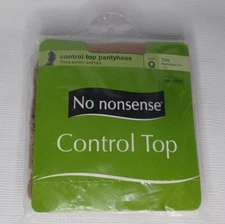 control top pantyhose
Q
No nonsense®
Control Top